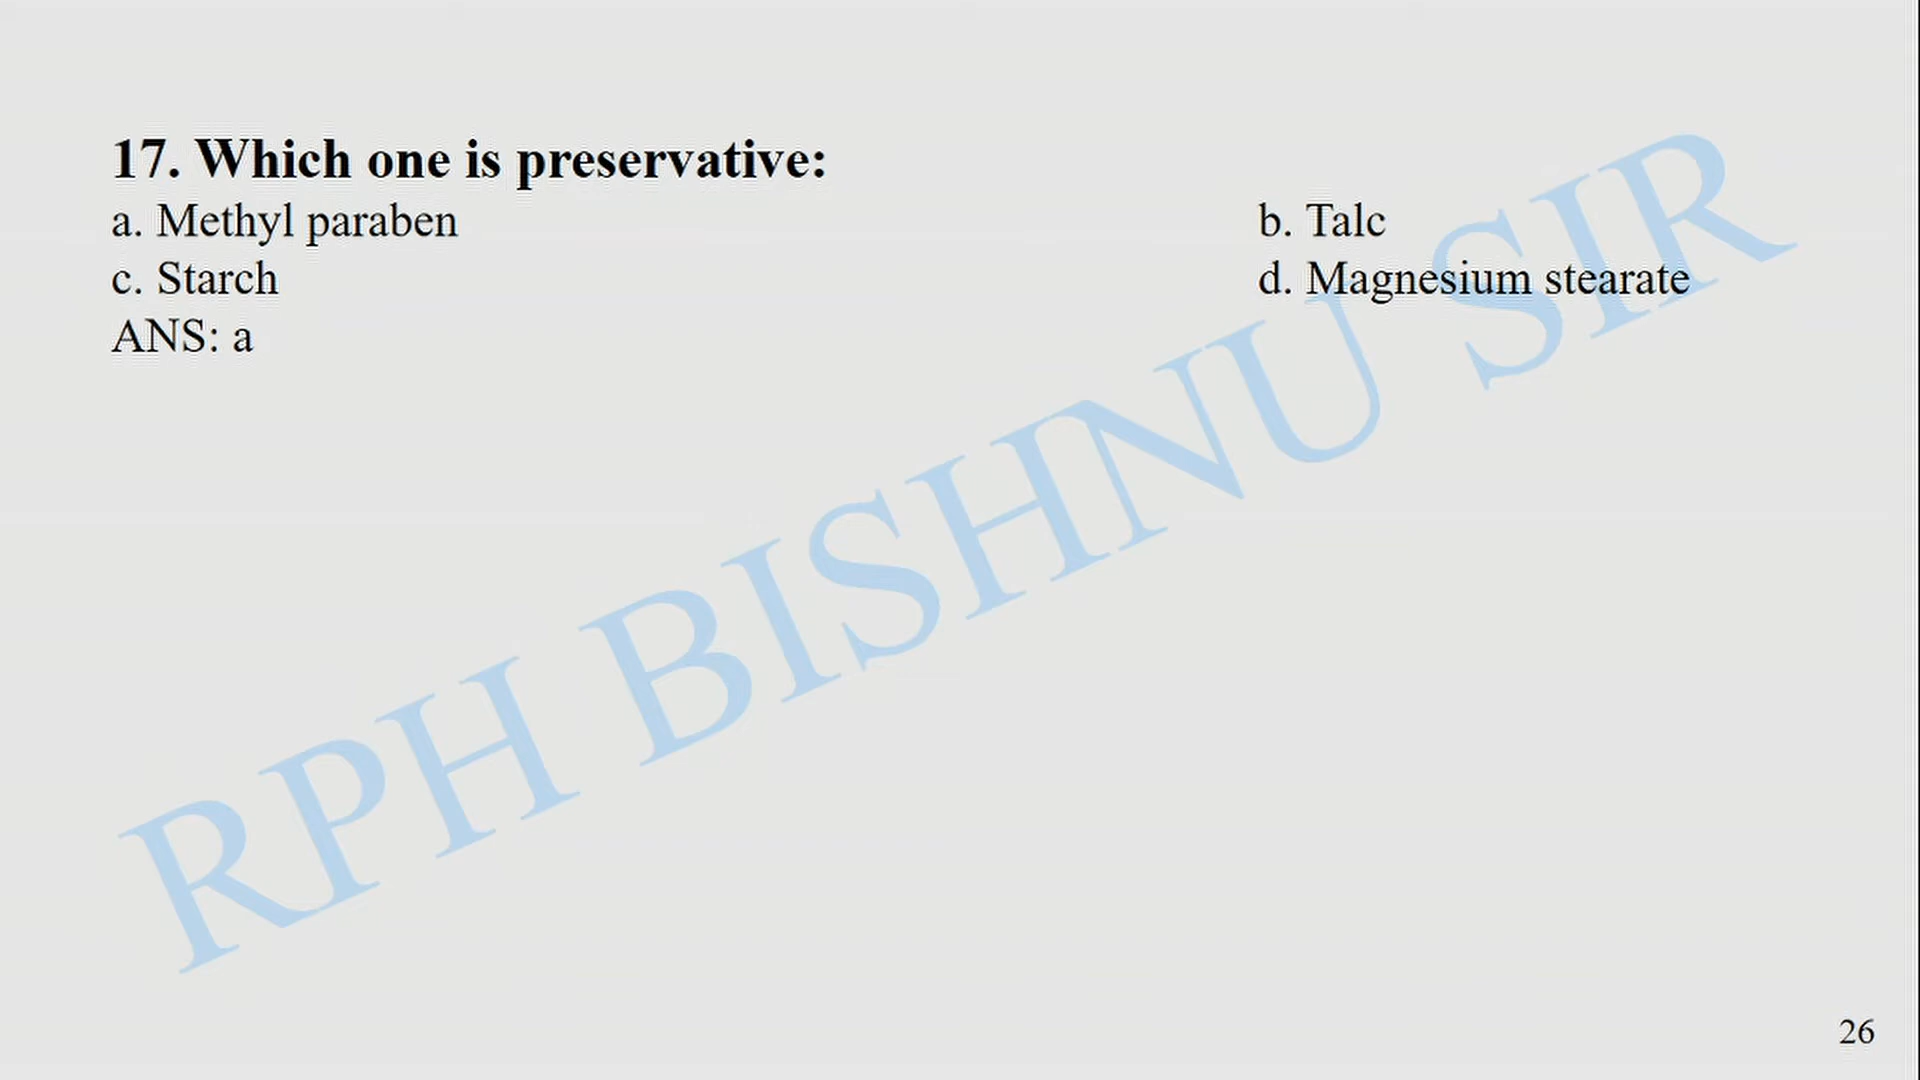 17. Which one is preservative:
a. Methyl paraben b. Talc
c. Starch d. Magnesium stearate
ANS: a
RPH BISHNU SIR
26